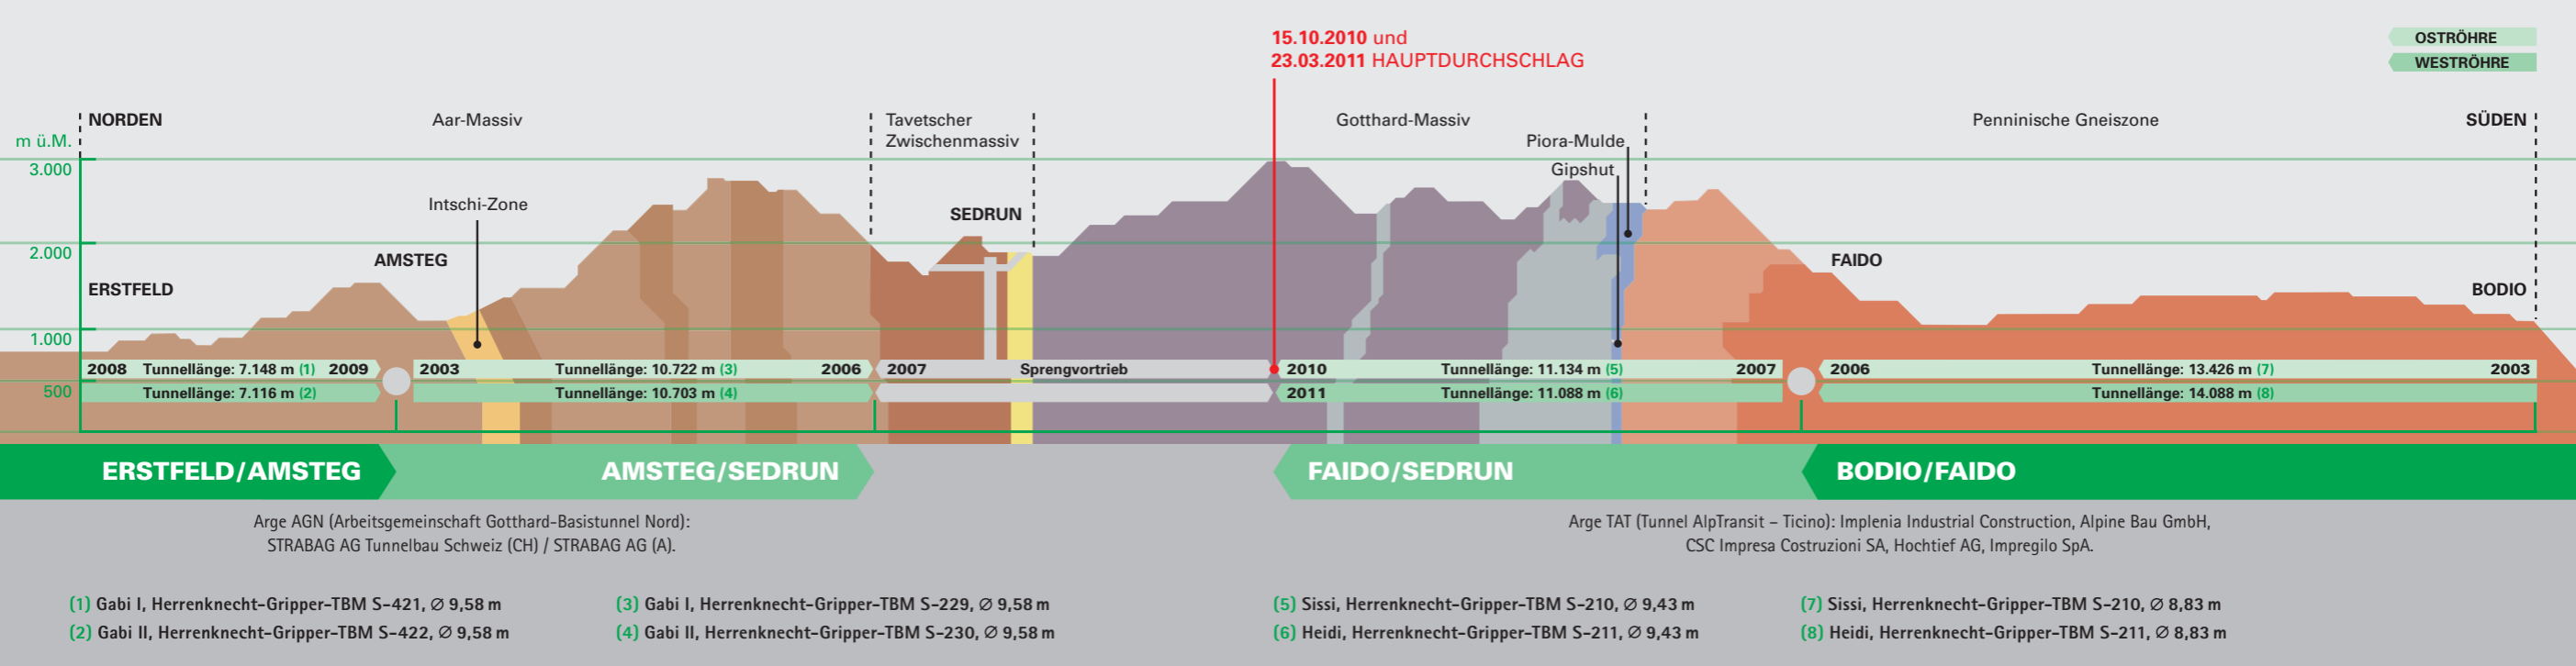 15.10.2010 und
23.03.2011 HAUPTDURCHSCHLAG
OSTRÖHRE
WESTRÖHRE
NORDEN
Aar-Massiv
Tavetscher
Zwischenmassiv
Gotthard-Massiv
Penninische Gneiszone
SÜDEN
m ü.M.
Piora-Mulde
3.000
Gipshut
Intschi-Zone
SEDRUN
2.000
AMSTEG
FAIDO
ERSTFELD
BODIO
1.000
2008 Tunnellänge: 7.148 m (1) 2009
2003 Tunnellänge: 10.722 m (3) 2006
2007 Sprengvortrieb
2010 Tunnellänge: 11.134 m (5) 2007
2006 Tunnellänge: 13.426 m (7) 2003
500
Tunnellänge: 7.116 m (2)
Tunnellänge: 10.703 m (4)
2011 Tunnellänge: 11.088 m (6)
Tunnellänge: 14.088 m (8)
ERSTFELD/AMSTEG
AMSTEG/SEDRUN
FAIDO/SEDRUN
BODIO/FAIDO
Arge AGN (Arbeitsgemeinschaft Gotthard-Basistunnel Nord):
STRABAG AG Tunnelbau Schweiz (CH) / STRABAG AG (A).
Arge TAT (Tunnel AlpTransit – Ticino): Implenia Industrial Construction, Alpine Bau GmbH,
CSC Impresa Costruzioni SA, Hochtief AG, Impregilo SpA.
(1) Gabi I, Herrenknecht-Gripper-TBM S-421, Ø 9,58 m
(2) Gabi II, Herrenknecht-Gripper-TBM S-422, Ø 9,58 m
(3) Gabi I, Herrenknecht-Gripper-TBM S-229, Ø 9,58 m
(4) Gabi II, Herrenknecht-Gripper-TBM S-230, Ø 9,58 m
(5) Sissi, Herrenknecht-Gripper-TBM S-210, Ø 9,43 m
(6) Heidi, Herrenknecht-Gripper-TBM S-211, Ø 9,43 m
(7) Sissi, Herrenknecht-Gripper-TBM S-210, Ø 8,83 m
(8) Heidi, Herrenknecht-Gripper-TBM S-211, Ø 8,83 m